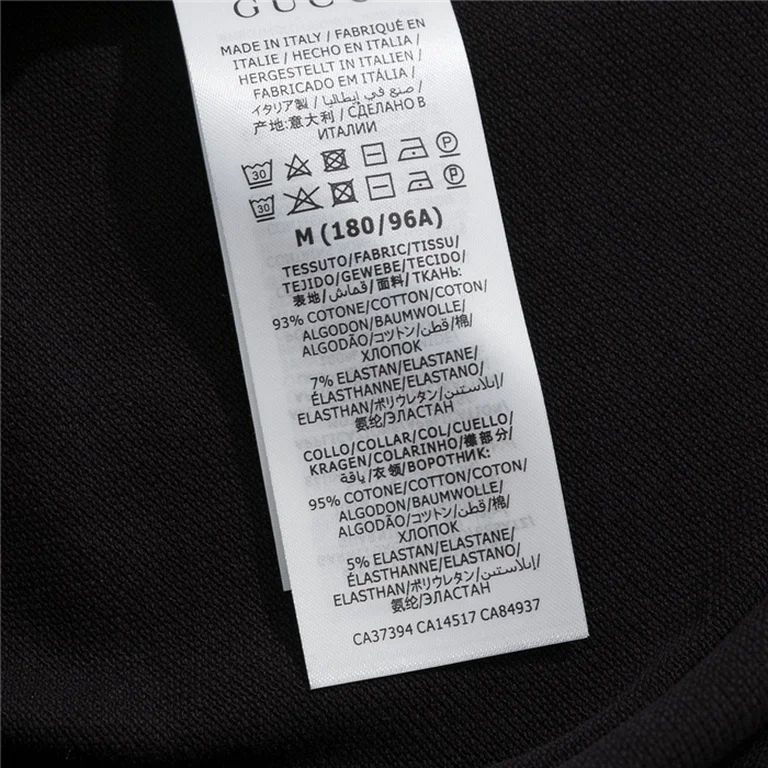 GUCCI
MADE IN ITALY / FABRIQUÉ EN
ITALIE / HECHO EN ITALIA /
HERGESTELLT IN ITALIEN /
FABRICADO EM ITÁLIA /
イタリア製 / صنع في إيطاليا /
产地:意大利 / СДЕЛАНО В
ИТАЛИИ
30 P
30 P
M (180/96A)
TESSUTO/FABRIC/TISSU/
TEJIDO/GEWEBE/TECIDO/
表地/قماش/面料/ТКАНЬ:
93% COTONE/COTTON/COTON/
ALGODON/BAUMWOLLE/
ALGODÃO/コットン/قطن/棉/
ХЛОПОК
7% ELASTAN/ELASTANE/
ÉLASTHANNE/ELASTANO/
ELASTHAN/ポリウレタン/إيلاستين/
氨纶/ЭЛАСТАН
COLLO/COLLAR/COL/CUELLO/
KRAGEN/COLARINHO/襟部分/
ياقة/衣领/ВОРОТНИК:
95% COTONE/COTTON/COTON/
ALGODON/BAUMWOLLE/
ALGODÃO/コットン/قطن/棉/
ХЛОПОК
5% ELASTAN/ELASTANE/
ÉLASTHANNE/ELASTANO/
ELASTHAN/ポリウレタン/إيلاستين/
氨纶/ЭЛАСТАН
CA37394 CA14517 CA84937